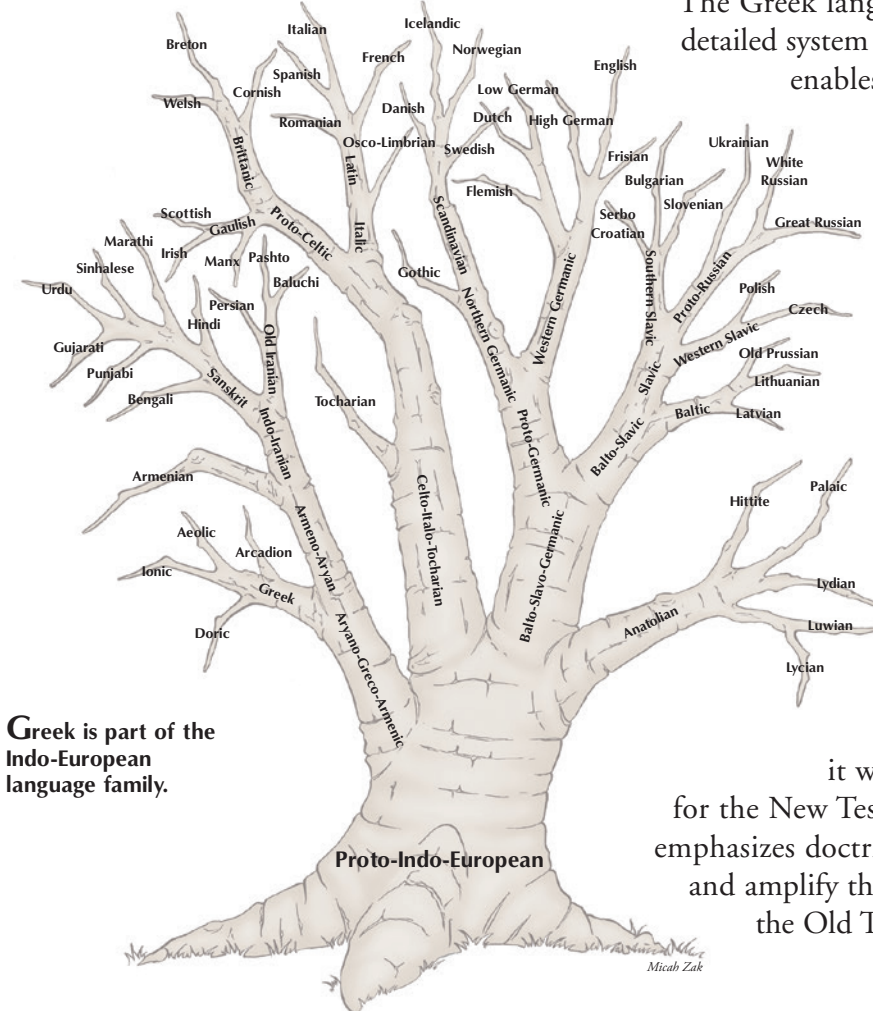 The Greek lang
detailed system
enables
Icelandic
Italian
Breton
French
Norwegian
English
Spanish
Cornish
Low German
Welsh
Danish
Dutch
High German
Romanian
Osco-Limbrian
Swedish
Ukrainian
Frisian
White
Russian
Brittanic
Latin
Bulgarian
Flemish
Slovenian
Scottish
Gaulish
Proto-Celtic
Italic
Scandinavian
Serbo
Croatian
Great Russian
Marathi
Irish
Manx
Pashto
Sinhalese
Baluchi
Gothic
Urdu
Persian
Hindi
Old Iranian
Northern Germanic
Western Germanic
Southern Slavic
Proto-Russian
Polish
Czech
Western Slavic
Gujarati
Old Prussian
Punjabi
Sanskrit
Slavic
Lithuanian
Bengali
Tocharian
Baltic
Latvian
Indo-Iranian
Proto-Germanic
Balto-Slavic
Armenian
Celto-Italo-Tocharian
Hittite
Palaic
Armeno-Aryan
Aeolic
Arcadion
Balto-Slavo-Germanic
Ionic
Greek
Lydian
Anatolian
Luwian
Doric
Aryano-Greco-Armenic
Lycian
Greek is part of the
Indo-European
language family.
it w
for the New Tes
Proto-Indo-European
emphasizes doctri
and amplify th
the Old T
Micah Zak